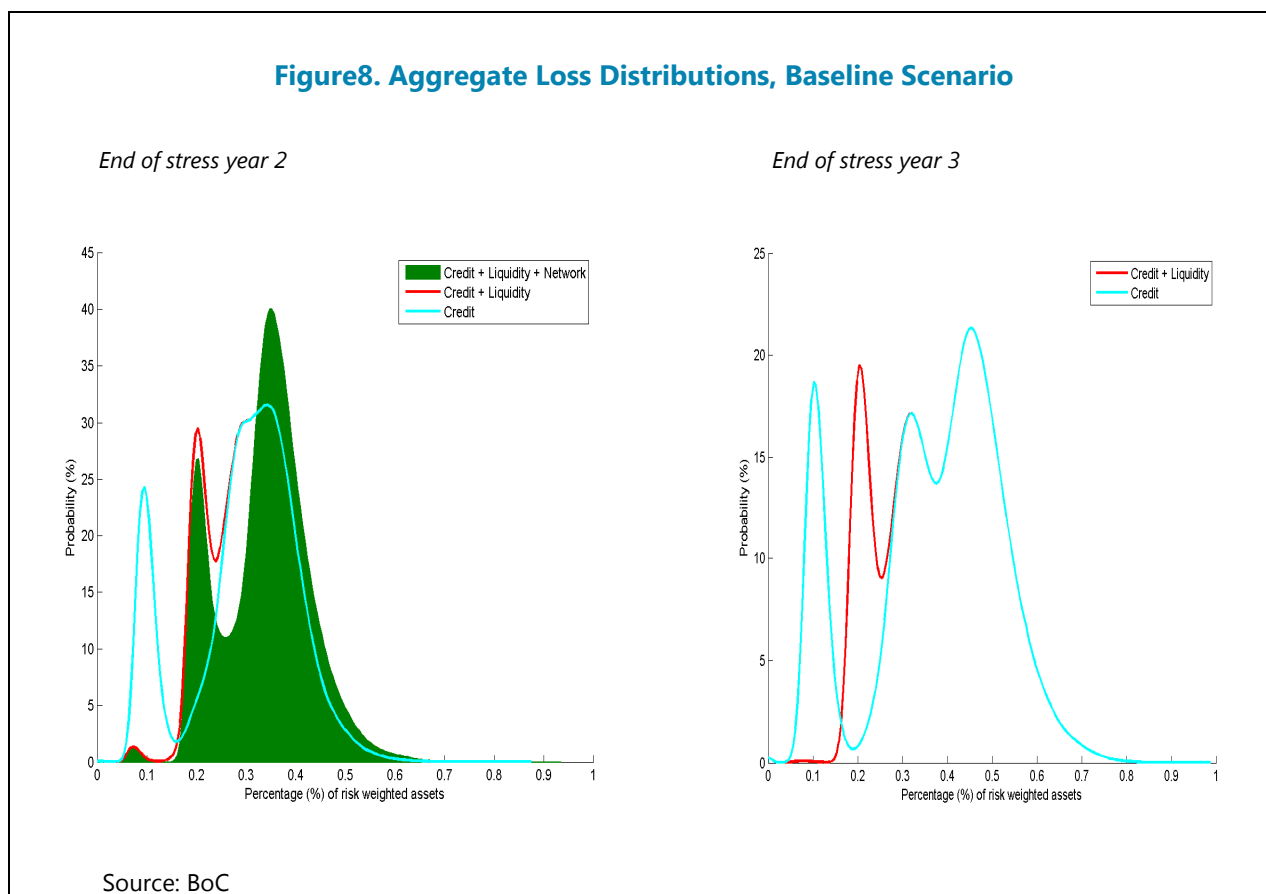 Figure8. Aggregate Loss Distributions, Baseline Scenario
End of stress year 2
End of stress year 3
45
40
35
30
25
20
15
10
5
0
Probability (%)
Credit + Liquidity + Network
Credit + Liquidity
Credit
0 0.1 0.2 0.3 0.4 0.5 0.6 0.7 0.8 0.9 1
Percentage (%) of risk weighted assets
25
20
15
10
5
0
Probability (%)
Credit + Liquidity
Credit
0 0.1 0.2 0.3 0.4 0.5 0.6 0.7 0.8 0.9 1
Percentage (%) of risk weighted assets
Source: BoC